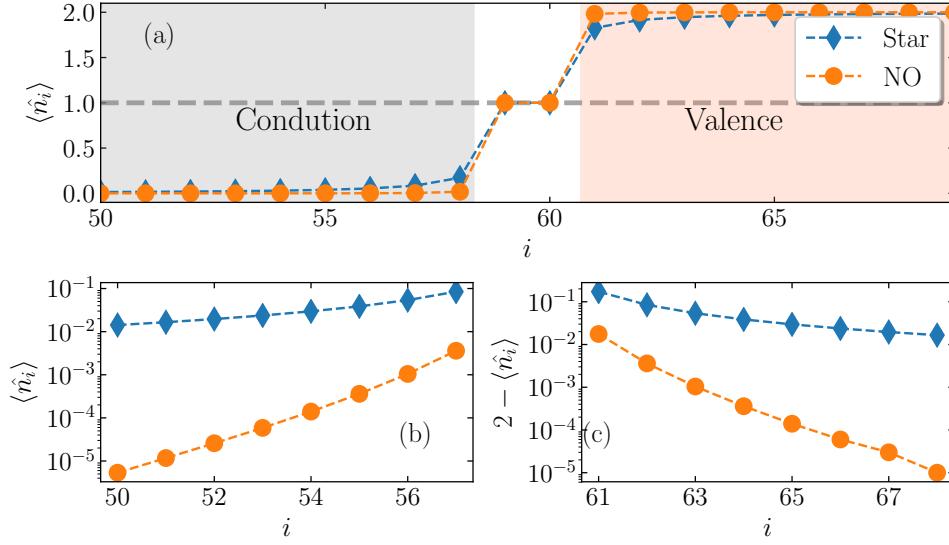 2.0
1.5
1.0
0.5
0.0
⟨n̂ᵢ⟩
(a)
Condution
Valence
Star
NO
50
55
60
65
i
10⁻¹
10⁻²
10⁻³
10⁻⁴
10⁻⁵
⟨n̂ᵢ⟩
(b)
50
52
54
56
i
10⁻¹
10⁻²
10⁻³
10⁻⁴
10⁻⁵
2 − ⟨n̂ᵢ⟩
(c)
61
63
65
67
i